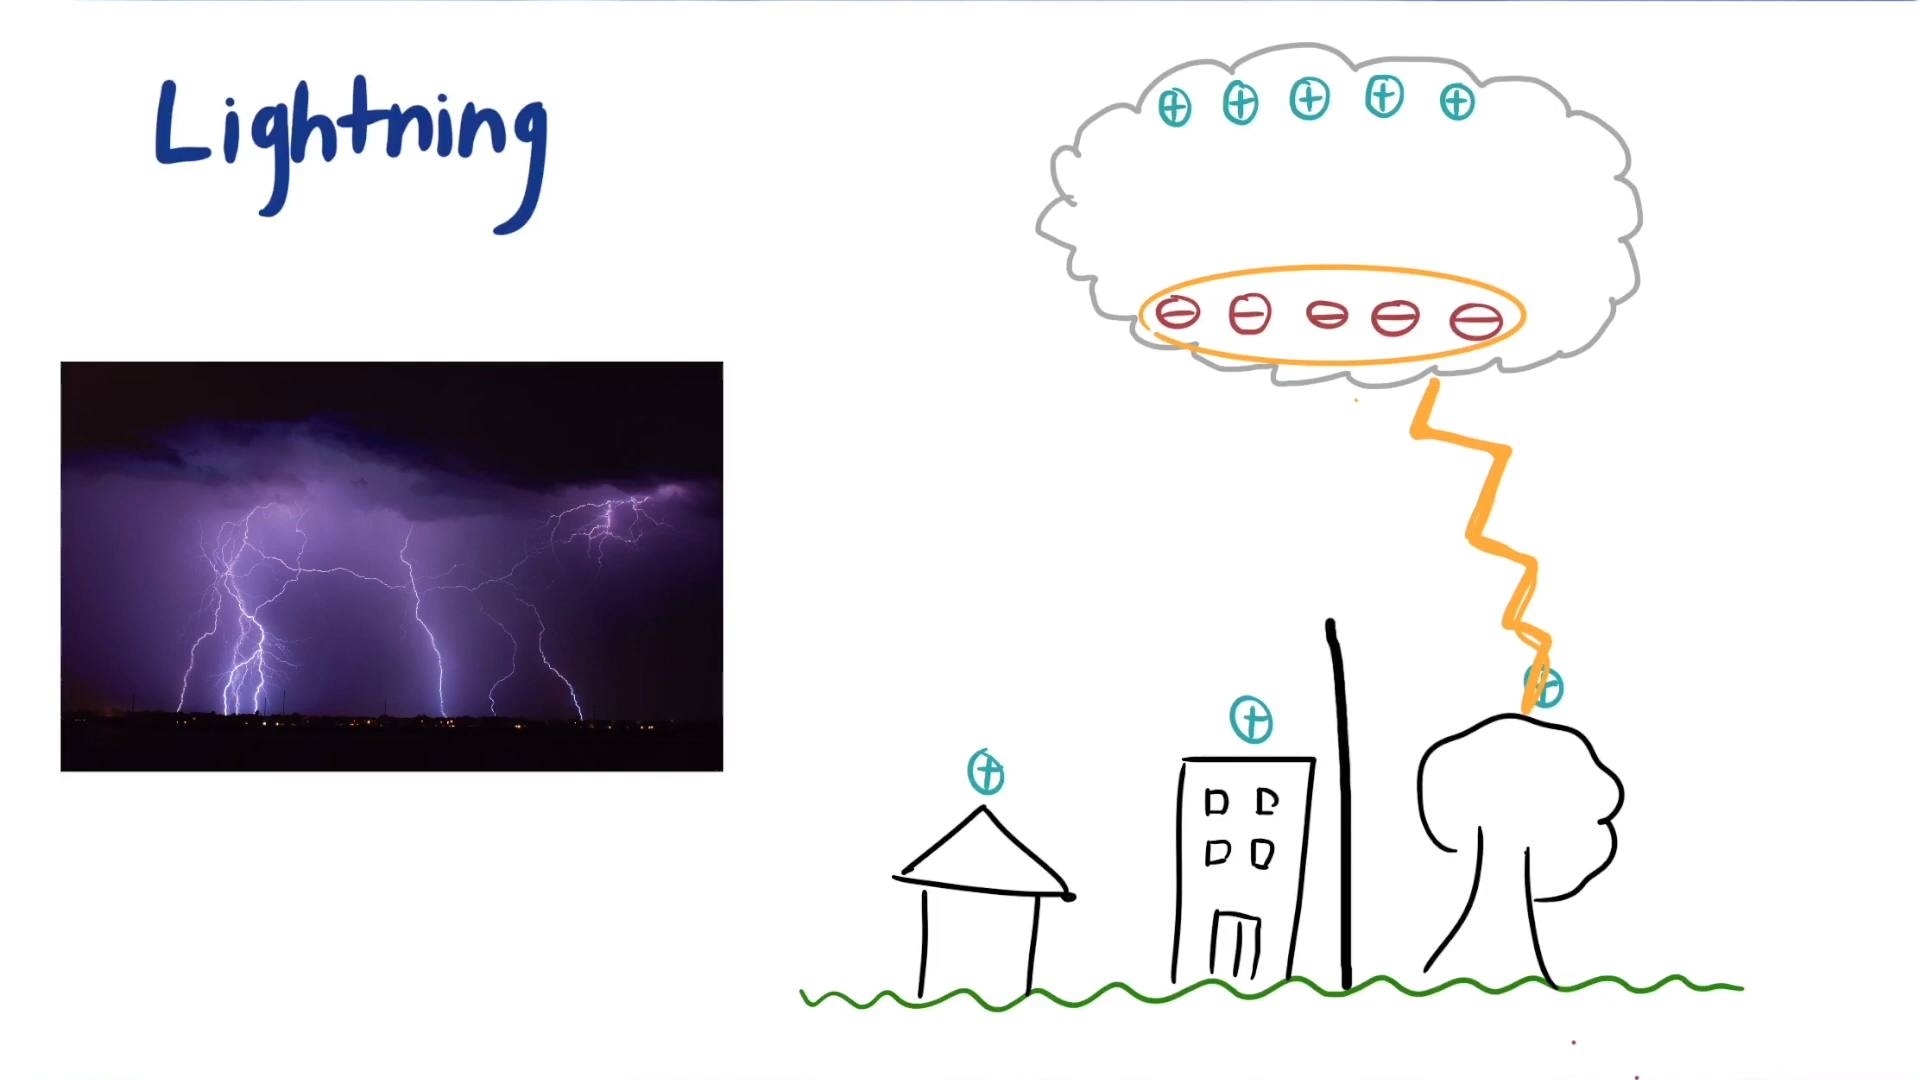 Lightning
⊕ ⊕ ⊕ ⊕ ⊕
⊖ ⊖ ⊖ ⊖ ⊖
⊕
⊕
⊕